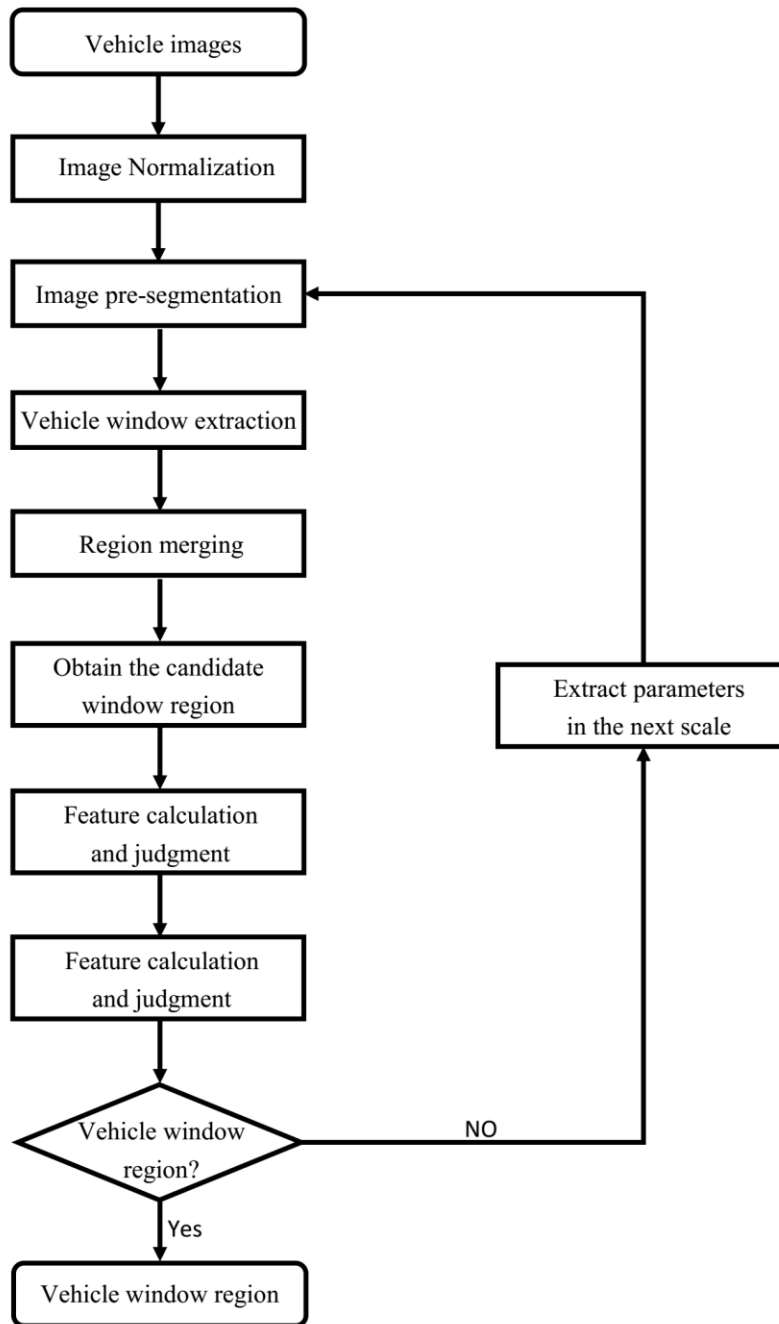 Vehicle images
Image Normalization
Image pre-segmentation
Vehicle window extraction
Region merging
Obtain the candidate
window region
Extract parameters
in the next scale
Feature calculation
and judgment
Feature calculation
and judgment
Vehicle window
region?
NO
Yes
Vehicle window region